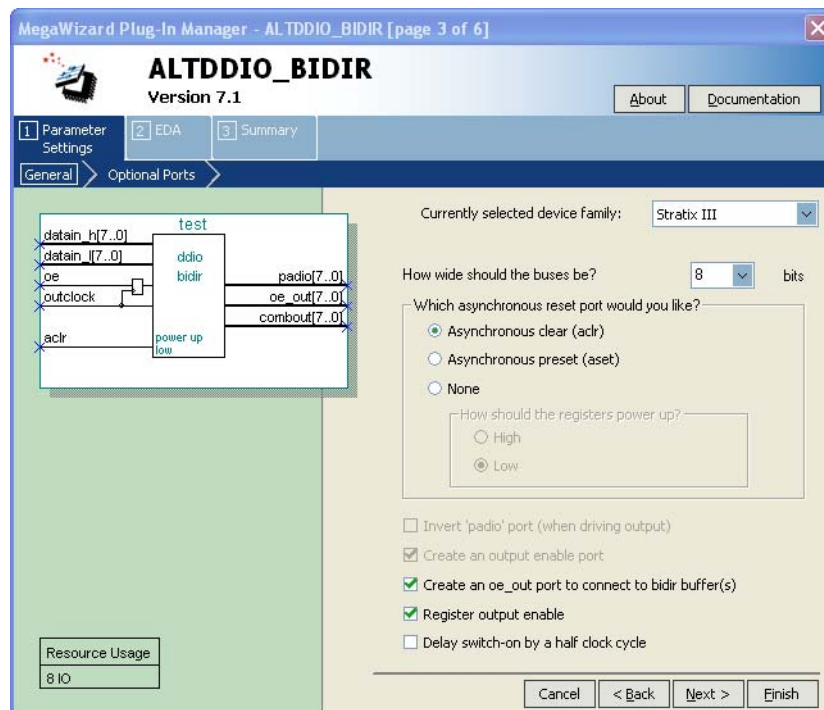 MegaWizard Plug-In Manager - ALTDDIO_BIDIR [page 3 of 6]
ALTDDIO_BIDIR
Version 7.1
About
Documentation
1 Parameter Settings
2 EDA
3 Summary
General
Optional Ports
test
datain_h[7..0]
datain_l[7..0]
oe
outclock
aclr
ddio
bidir
power up
low
padio[7..0]
oe_out[7..0]
combout[7..0]
Resource Usage
8 IO
Currently selected device family: Stratix III
How wide should the buses be? 8 bits
Which asynchronous reset port would you like?
Asynchronous clear (aclr)
Asynchronous preset (aset)
None
How should the registers power up?
High
Low
Invert 'padio' port (when driving output)
Create an output enable port
Create an oe_out port to connect to bidir buffer(s)
Register output enable
Delay switch-on by a half clock cycle
Cancel
< Back
Next >
Finish